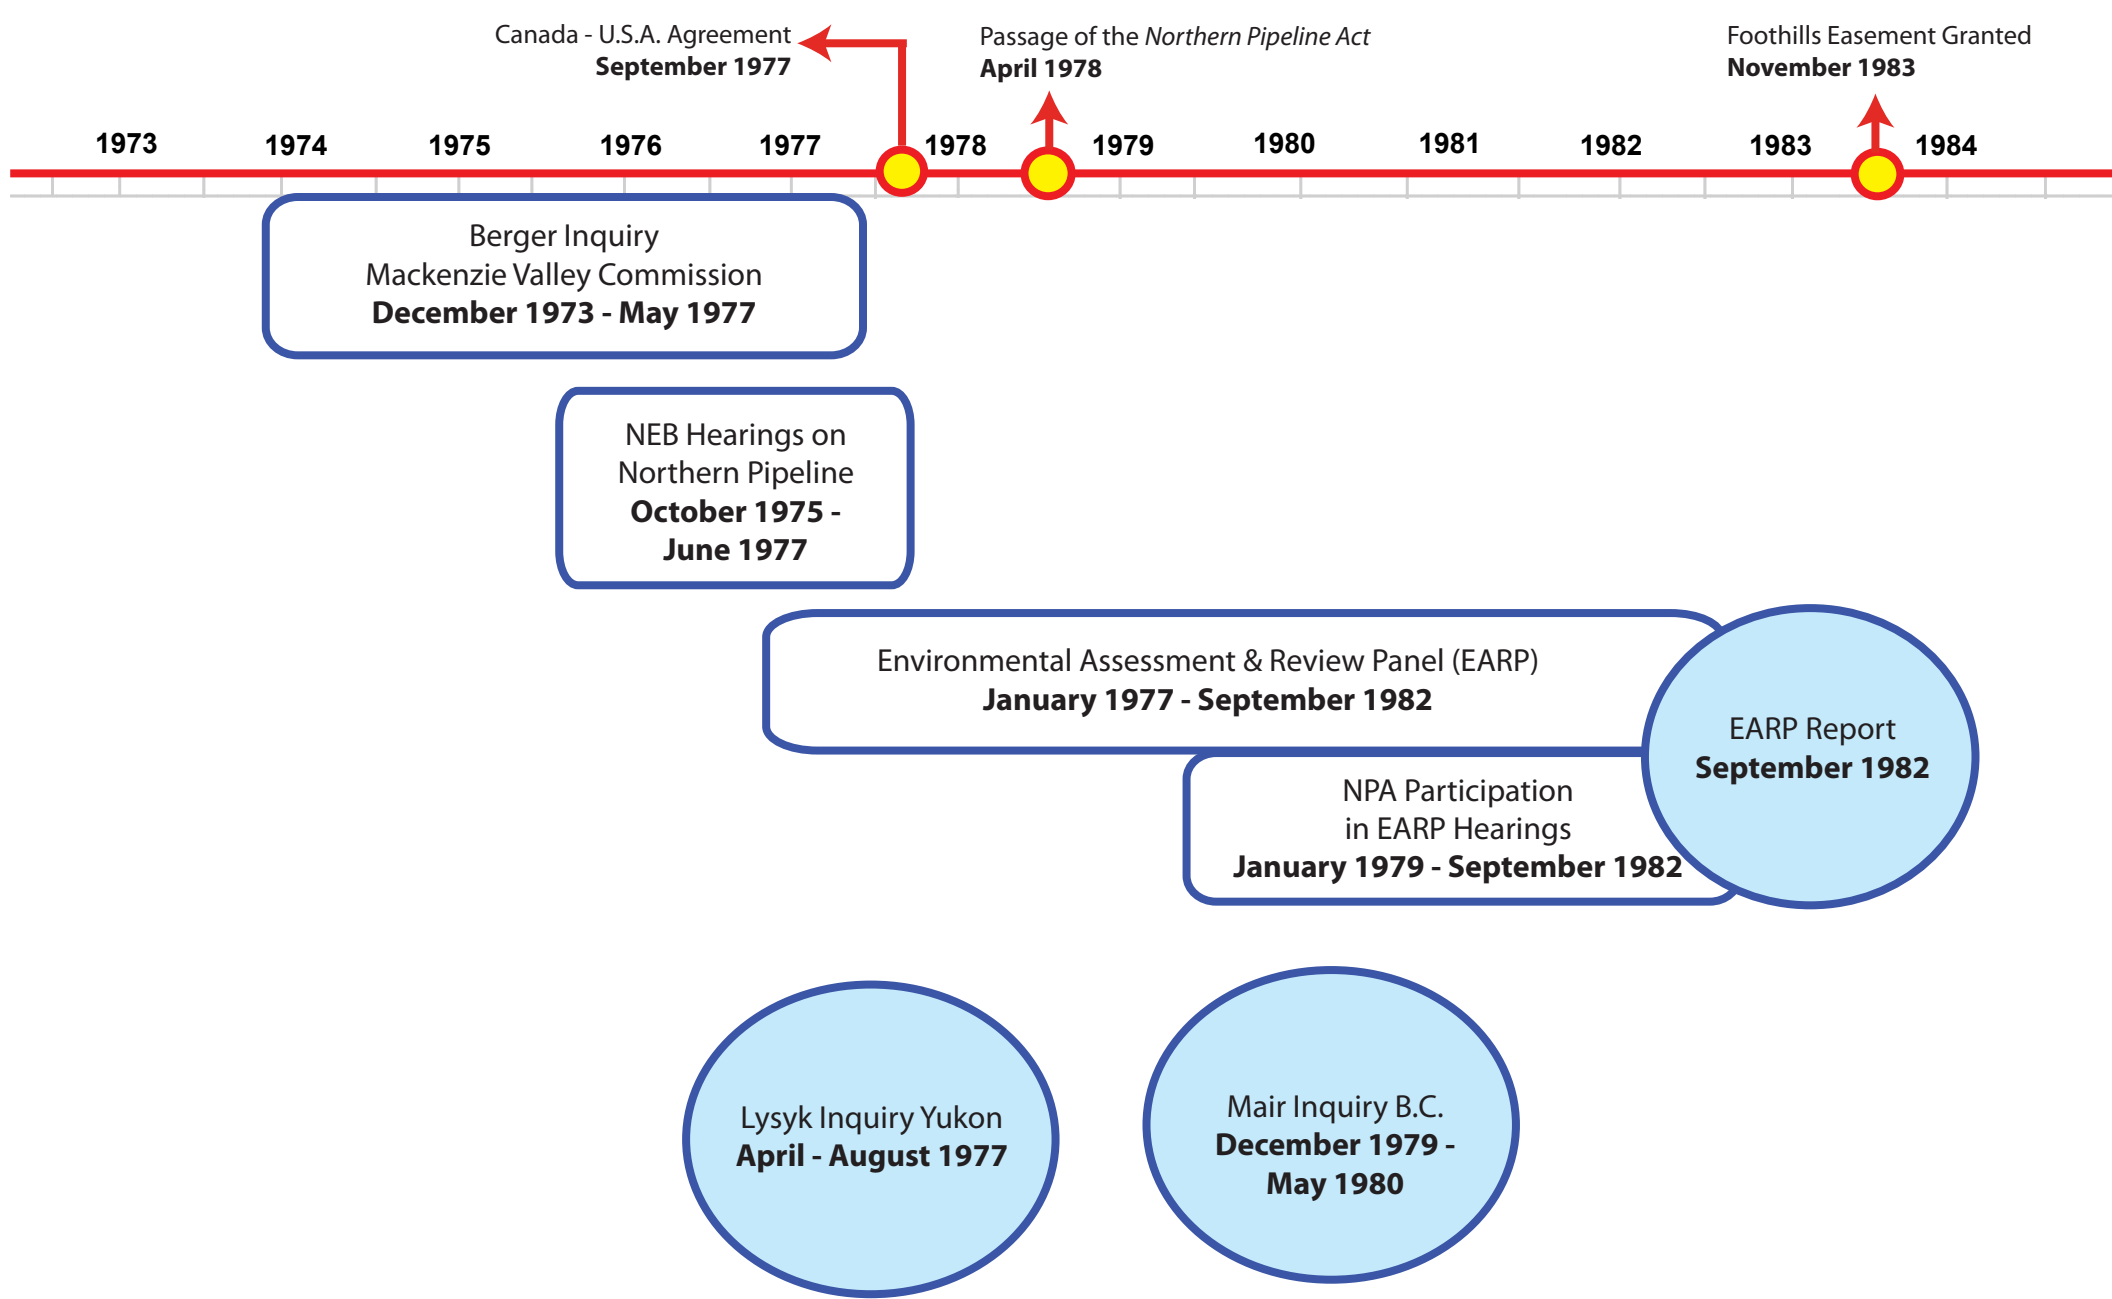 Canada - U.S.A. Agreement
September 1977
Passage of the Northern Pipeline Act
April 1978
Foothills Easement Granted
November 1983
1973 1974 1975 1976 1977 1978 1979 1980 1981 1982 1983 1984
Berger Inquiry
Mackenzie Valley Commission
December 1973 - May 1977
NEB Hearings on
Northern Pipeline
October 1975 -
June 1977
Environmental Assessment & Review Panel (EARP)
January 1977 - September 1982
EARP Report
September 1982
NPA Participation
in EARP Hearings
January 1979 - September 1982
Lysyk Inquiry Yukon
April - August 1977
Mair Inquiry B.C.
December 1979 -
May 1980